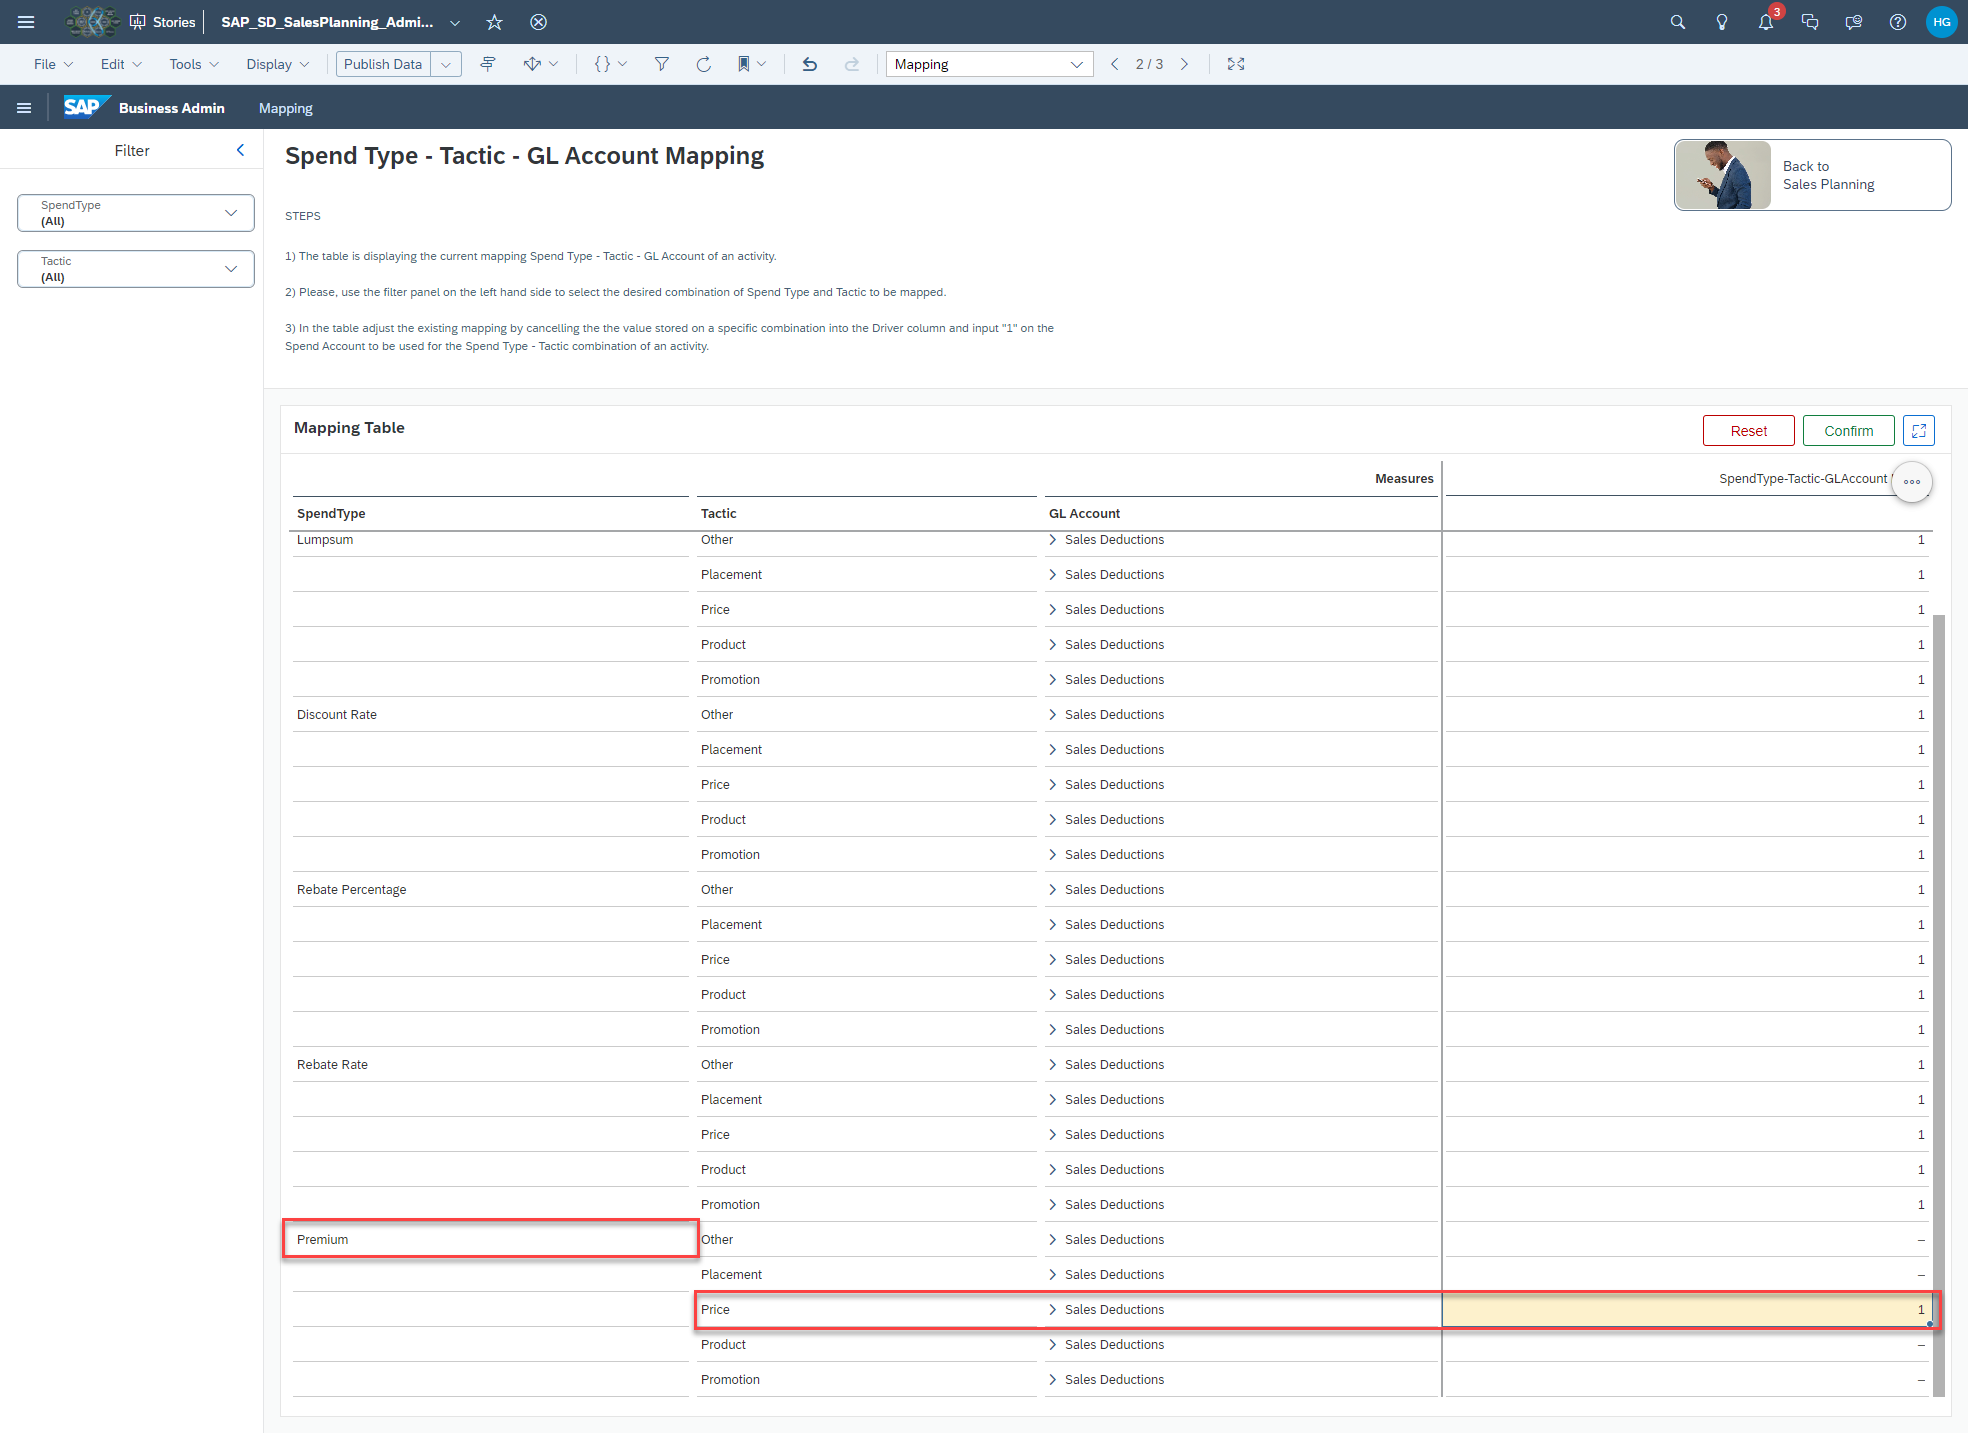 Stories SAP_SD_SalesPlanning_Admi... 3 HG
File Edit Tools Display Publish Data {} Mapping 2 / 3
SAP Business Admin Mapping
Filter
SpendType
(All)
Tactic
(All)
Spend Type - Tactic - GL Account Mapping
Back to
Sales Planning
STEPS
1) The table is displaying the current mapping Spend Type - Tactic - GL Account of an activity.
2) Please, use the filter panel on the left hand side to select the desired combination of Spend Type and Tactic to be mapped.
3) In the table adjust the existing mapping by cancelling the the value stored on a specific combination into the Driver column and input "1" on the
Spend Account to be used for the Spend Type - Tactic combination of an activity.
Mapping Table Reset Confirm
Measures SpendType-Tactic-GLAccount
SpendType Tactic GL Account
Lumpsum Other Sales Deductions 1
Placement Sales Deductions 1
Price Sales Deductions 1
Product Sales Deductions 1
Promotion Sales Deductions 1
Discount Rate Other Sales Deductions 1
Placement Sales Deductions 1
Price Sales Deductions 1
Product Sales Deductions 1
Promotion Sales Deductions 1
Rebate Percentage Other Sales Deductions 1
Placement Sales Deductions 1
Price Sales Deductions 1
Product Sales Deductions 1
Promotion Sales Deductions 1
Rebate Rate Other Sales Deductions 1
Placement Sales Deductions 1
Price Sales Deductions 1
Product Sales Deductions 1
Promotion Sales Deductions 1
Premium Other Sales Deductions –
Placement Sales Deductions –
Price Sales Deductions 1
Product Sales Deductions –
Promotion Sales Deductions –